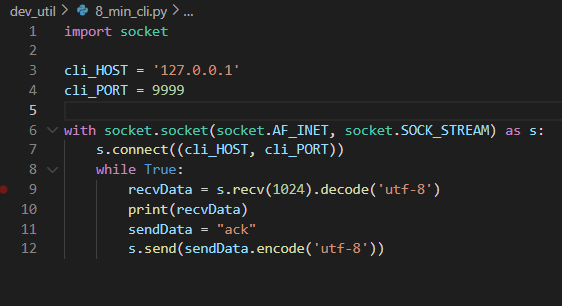 dev_util > 8_min_cli.py > ...
1 import socket
2
3 cli_HOST = '127.0.0.1'
4 cli_PORT = 9999
5
6 with socket.socket(socket.AF_INET, socket.SOCK_STREAM) as s:
7     s.connect((cli_HOST, cli_PORT))
8     while True:
9         recvData = s.recv(1024).decode('utf-8')
10         print(recvData)
11         sendData = "ack"
12         s.send(sendData.encode('utf-8'))